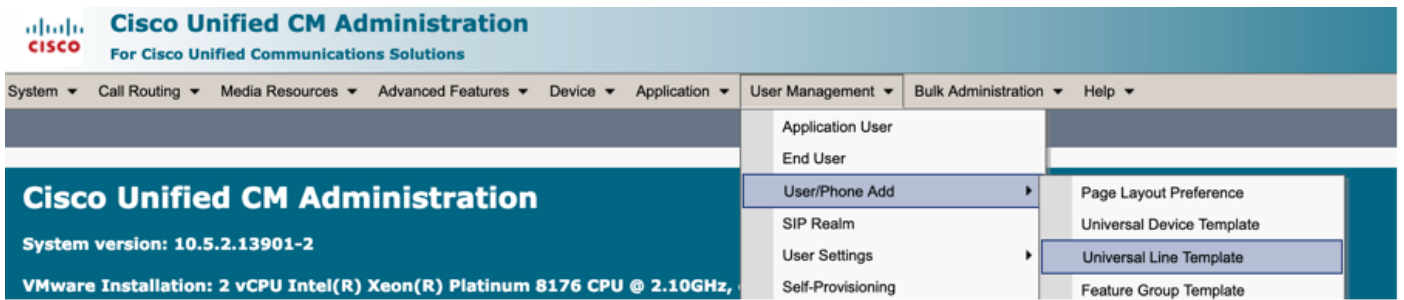 Cisco Unified CM Administration
CISCO
For Cisco Unified Communications Solutions
System Call Routing Media Resources Advanced Features Device Application User Management Bulk Administration Help
Application User
End User
User/Phone Add
SIP Realm
User Settings
Self-Provisioning
Page Layout Preference
Universal Device Template
Universal Line Template
Feature Group Template
Cisco Unified CM Administration
System version: 10.5.2.13901-2
VMware Installation: 2 vCPU Intel(R) Xeon(R) Platinum 8176 CPU @ 2.10GHz,